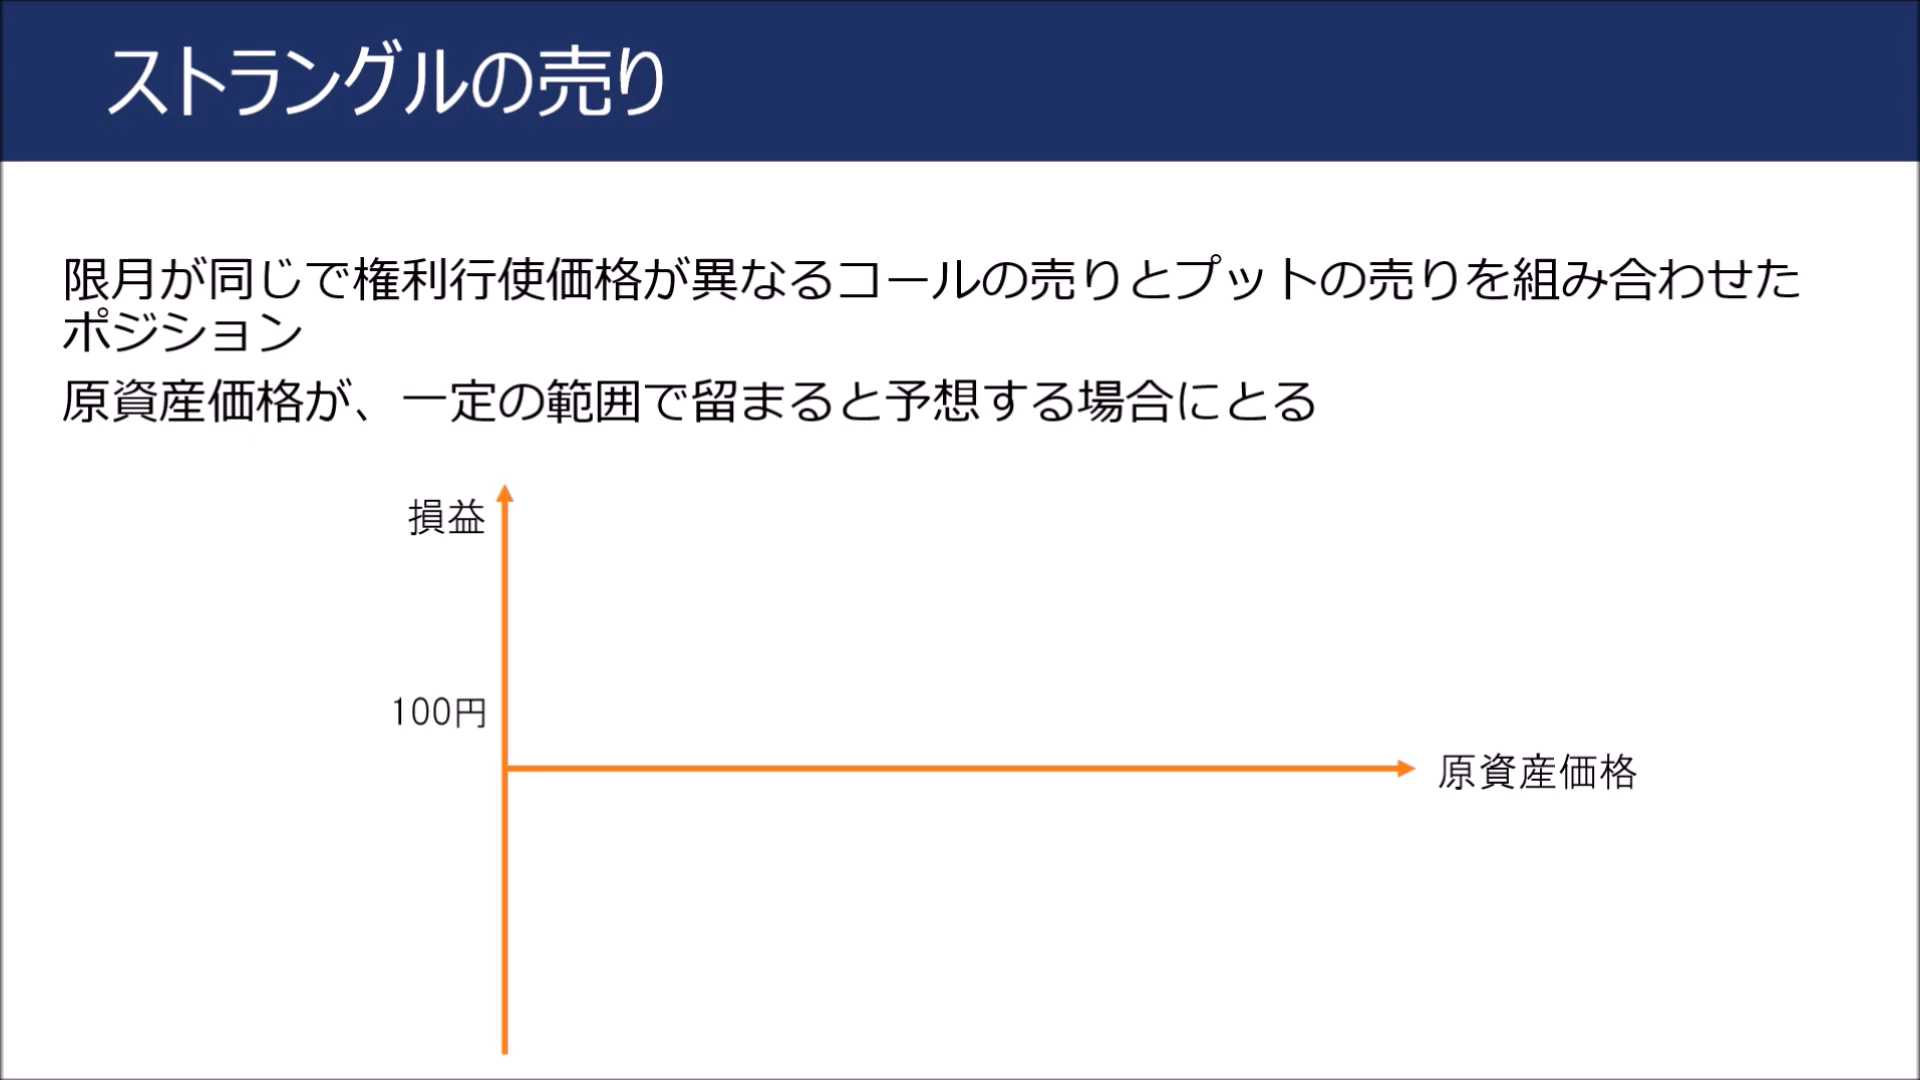 ストラングルの売り
限月が同じで権利行使価格が異なるコールの売りとプットの売りを組み合わせた
ポジション
原資産価格が、一定の範囲で留まると予想する場合にとる
損益
100円
原資産価格